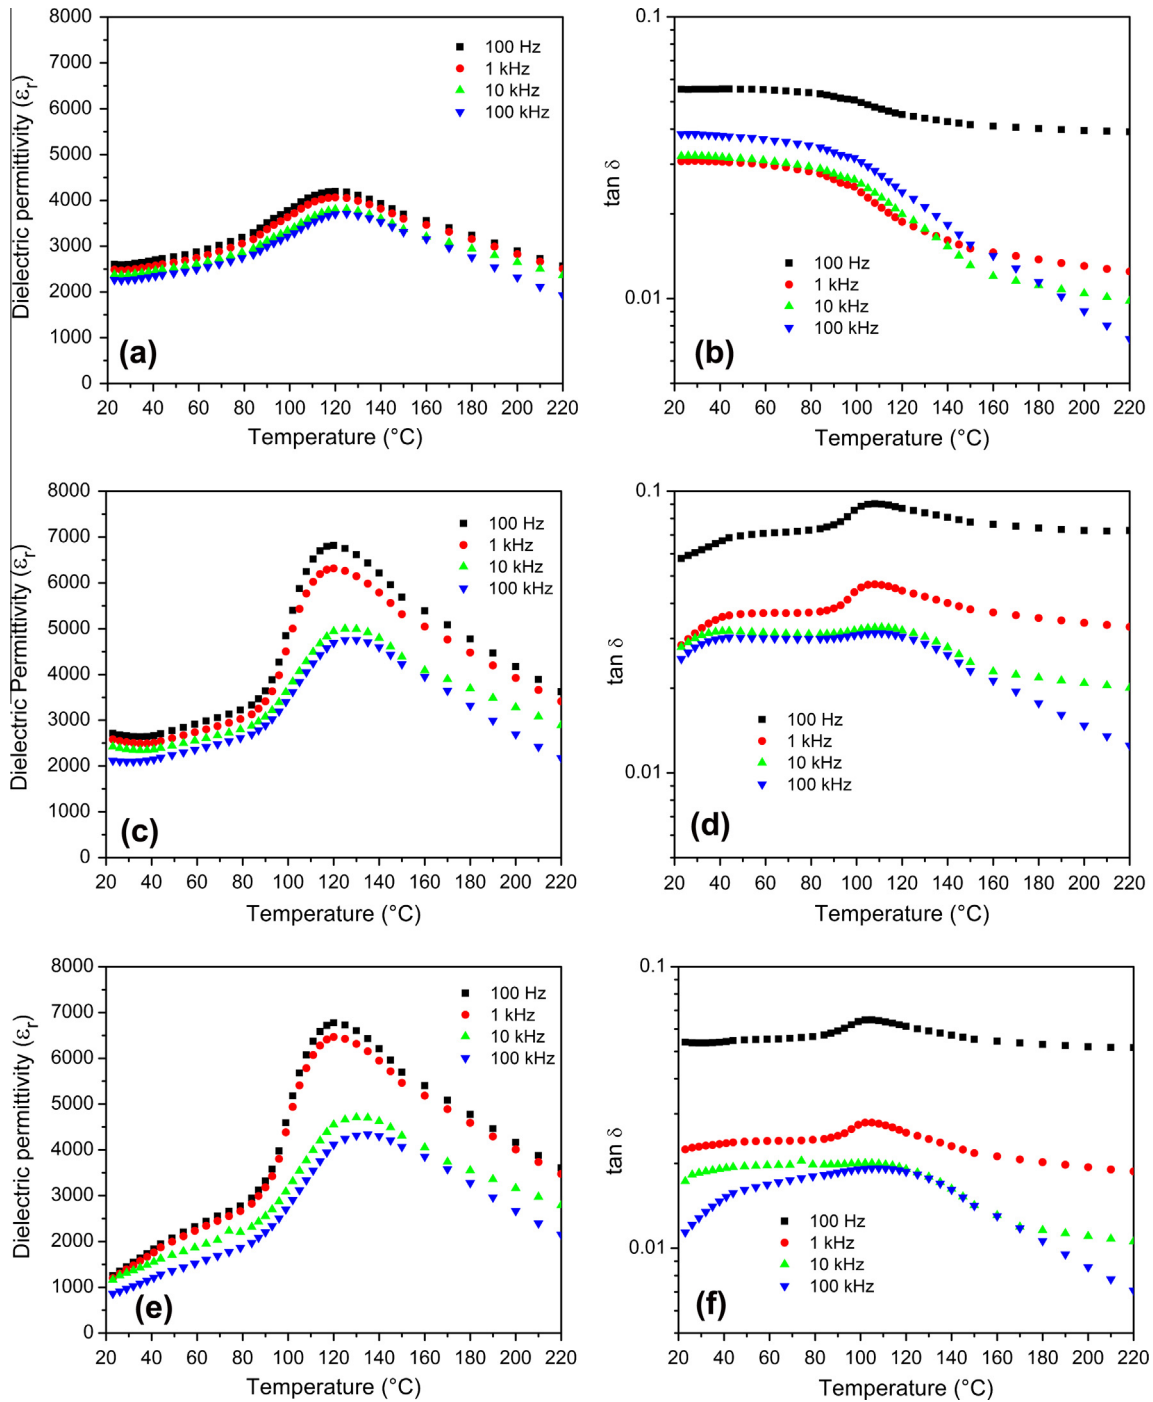 8000
7000
6000
5000
4000
3000
2000
1000
0
Dielectric permittivity (εr)
100 Hz
1 kHz
10 kHz
100 kHz
(a)
20 40 60 80 100 120 140 160 180 200 220
Temperature (°C)
0.1
0.01
tan δ
100 Hz
1 kHz
10 kHz
100 kHz
(b)
20 40 60 80 100 120 140 160 180 200 220
Temperature (°C)
8000
7000
6000
5000
4000
3000
2000
1000
0
Dielectric Permittivity (εr)
100 Hz
1 kHz
10 kHz
100 kHz
(c)
20 40 60 80 100 120 140 160 180 200 220
Temperature (°C)
0.1
0.01
tan δ
100 Hz
1 kHz
10 kHz
100 kHz
(d)
20 40 60 80 100 120 140 160 180 200 220
Temperature (°C)
8000
7000
6000
5000
4000
3000
2000
1000
0
Dielectric permittivity (εr)
100 Hz
1 kHz
10 kHz
100 kHz
(e)
20 40 60 80 100 120 140 160 180 200 220
Temperature (°C)
0.1
0.01
tan δ
100 Hz
1 kHz
10 kHz
100 kHz
(f)
20 40 60 80 100 120 140 160 180 200 220
Temperature (°C)